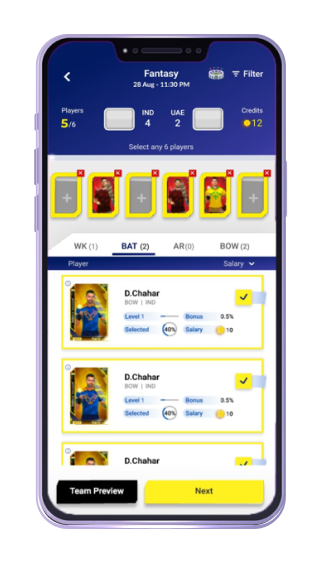 Fantasy
28 Aug - 11:30 PM
Filter
Players
IND
UAE
Credits
5/6
4
2
12
Select any 6 players
WK (1)
BAT (2)
AR(0)
BOW (2)
Player
Salary
D.Chahar
BOW | IND
Level 1
Bonus
0.5%
Selected
40%
Salary
10
D.Chahar
BOW | IND
Level 1
Bonus
0.5%
Selected
40%
Salary
10
D.Chahar
Team Preview
Next